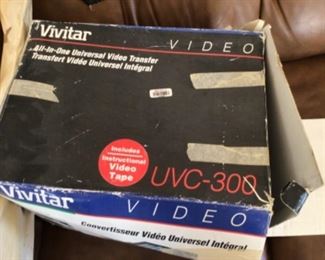 Vivitar
VIDEO
All-In-One Universal Video Transfer
Transfert Vidéo Universel Intégral
Includes
Instructional
Video
Tape
UVC-300
Vivitar
VIDEO
Convertisseur Vidéo Universel Intégral